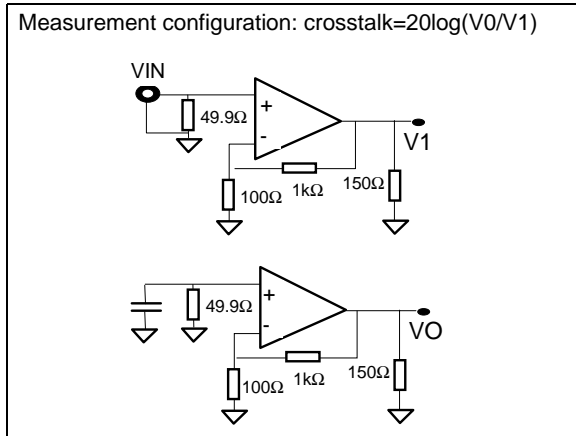 Measurement configuration: crosstalk=20log(V0/V1)
VIN
+
49.9Ω
-
V1
1kΩ
150Ω
100Ω
+
49.9Ω
-
VO
1kΩ
150Ω
100Ω